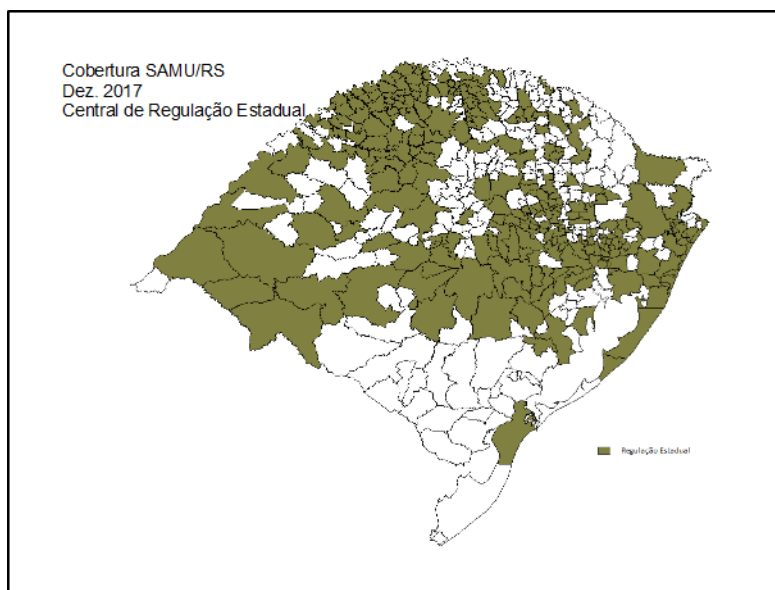 Cobertura SAMU/RS
Dez. 2017
Central de Regulação Estadual
Regulação Estadual